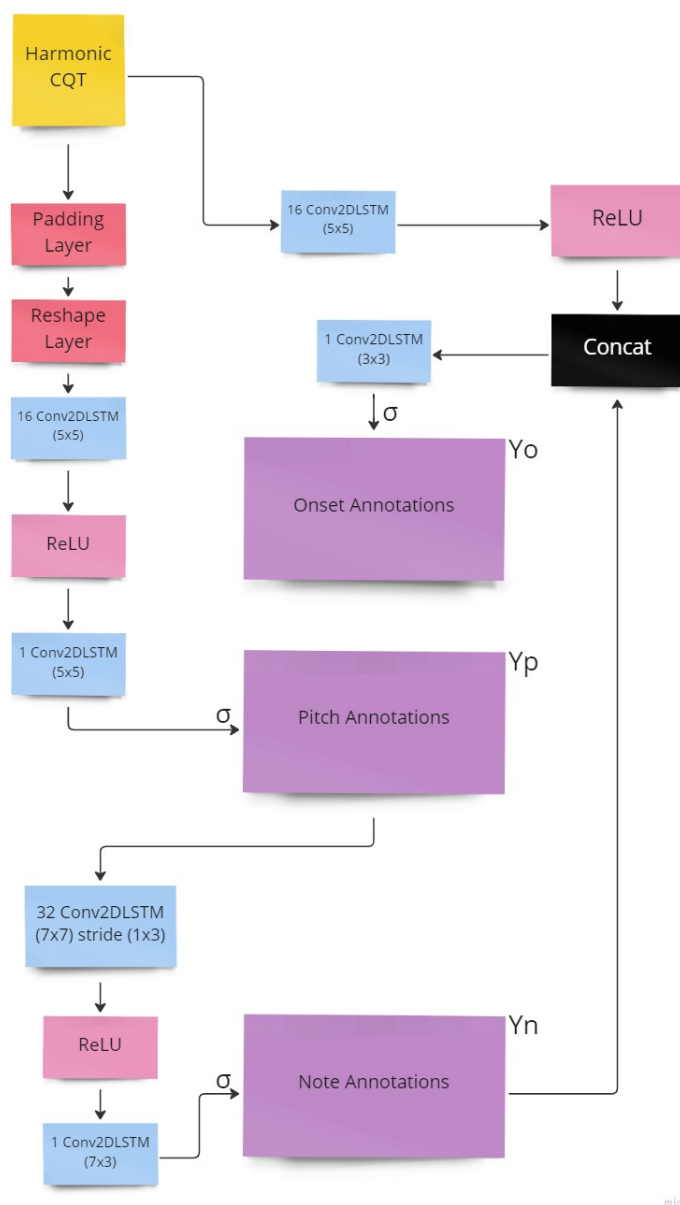 Harmonic
CQT
Padding
Layer
Reshape
Layer
16 Conv2DLSTM
(5x5)
ReLU
1 Conv2DLSTM
(5x5)
σ
Pitch Annotations
Yp
32 Conv2DLSTM
(7x7) stride (1x3)
ReLU
1 Conv2DLSTM
(7x3)
σ
Note Annotations
Yn
16 Conv2DLSTM
(5x5)
ReLU
Concat
1 Conv2DLSTM
(3x3)
σ
Onset Annotations
Yo